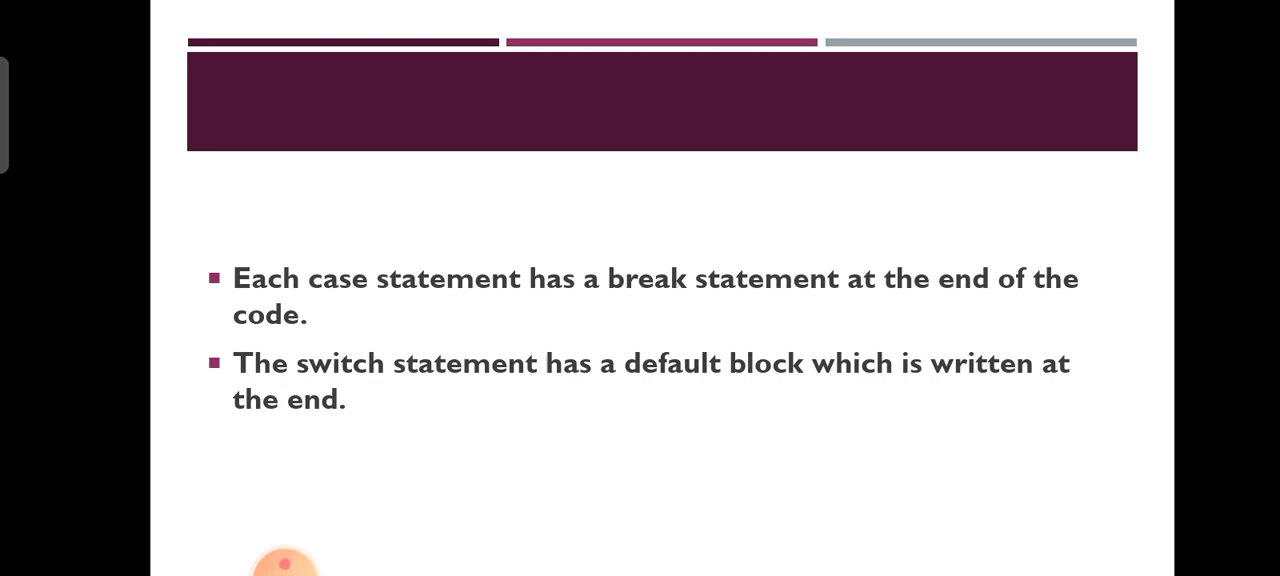 Each case statement has a break statement at the end of the
code.
The switch statement has a default block which is written at
the end.